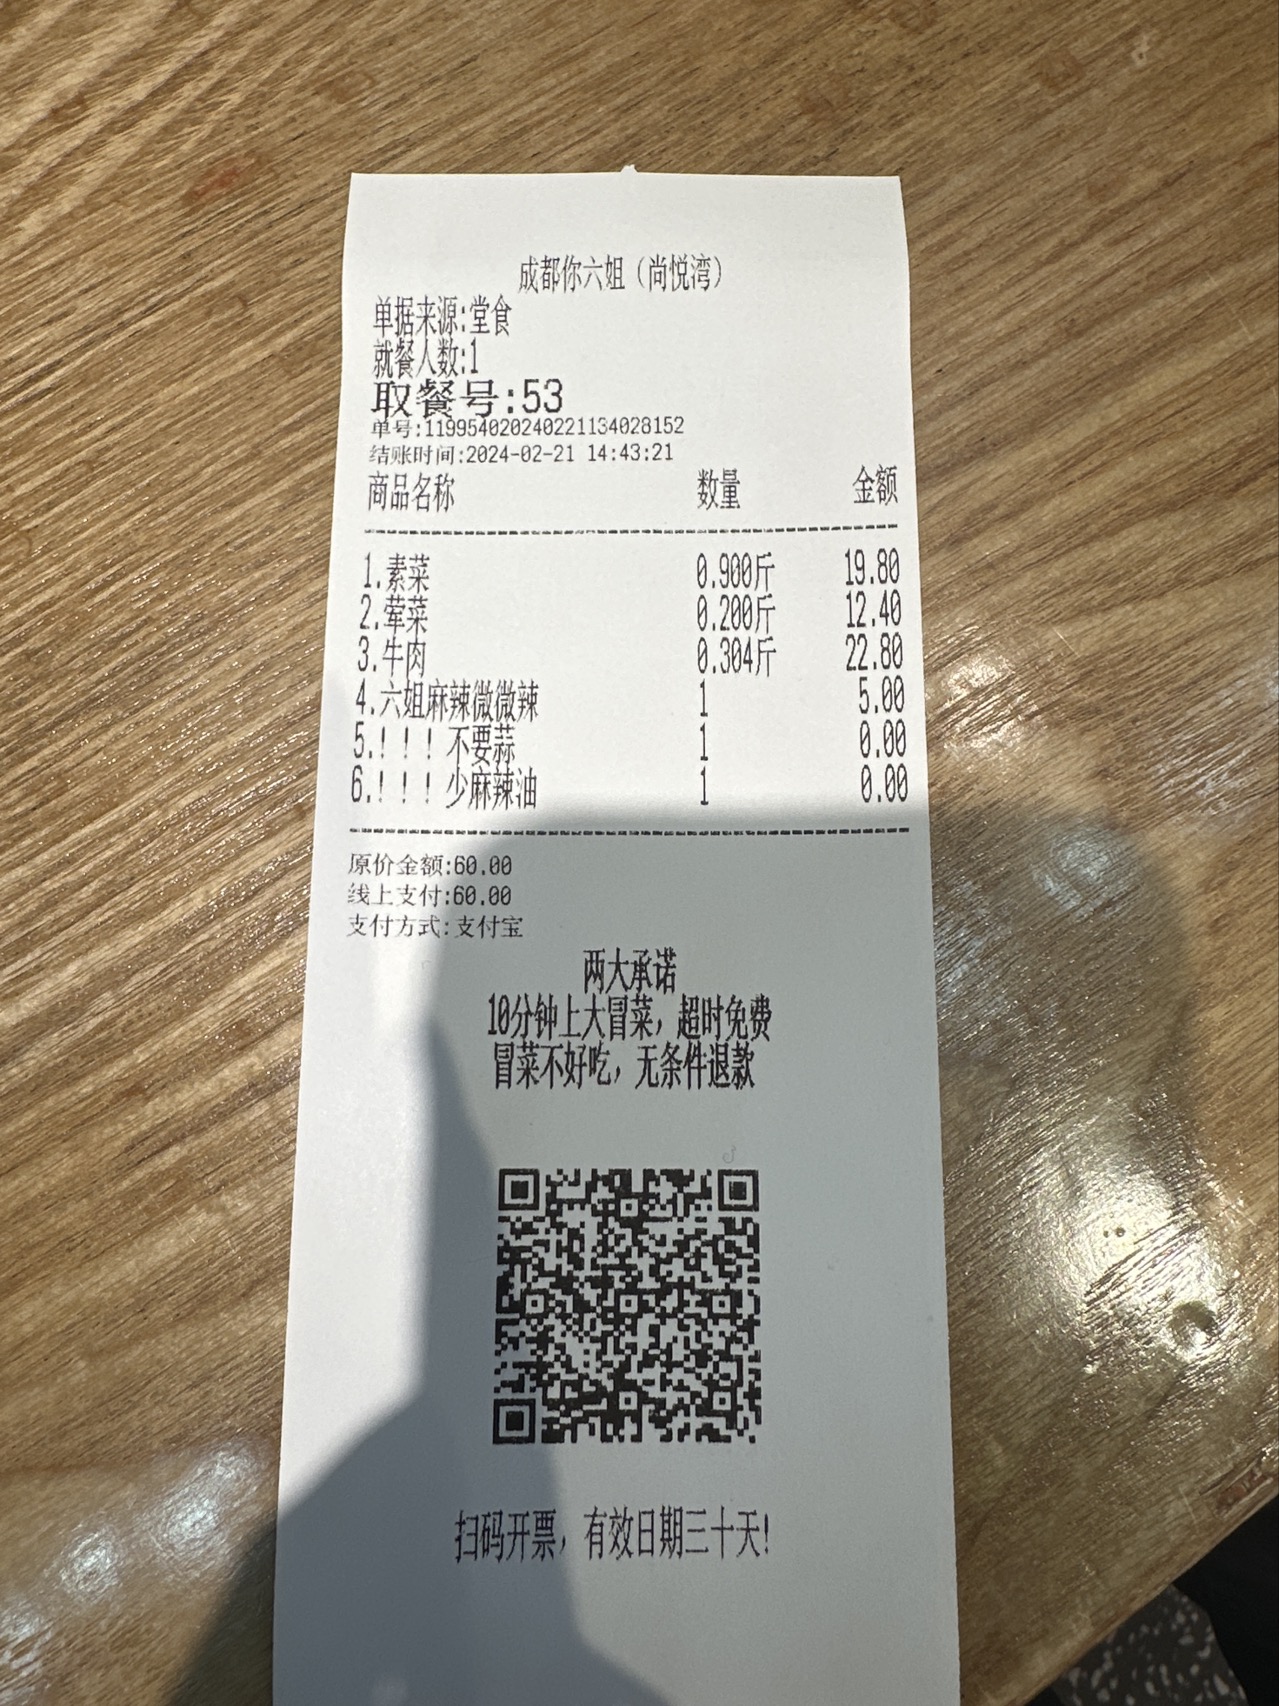 成都你六姐（尚悦湾）
单据来源:堂食
就餐人数:1
取餐号:53
单号:119954020240221134028152
结账时间:2024-02-21 14:43:21
商品名称 数量 金额
1.素菜 0.900斤 19.80
2.荤菜 0.200斤 12.40
3.牛肉 0.304斤 22.80
4.六姐麻辣微微辣 1 5.00
5.！！！不要蒜 1 0.00
6.！！！少麻辣油 1 0.00
原价金额:60.00
线上支付:60.00
支付方式:支付宝
两大承诺
10分钟上大冒菜，超时免费
冒菜不好吃，无条件退款
扫码开票，有效日期三十天！